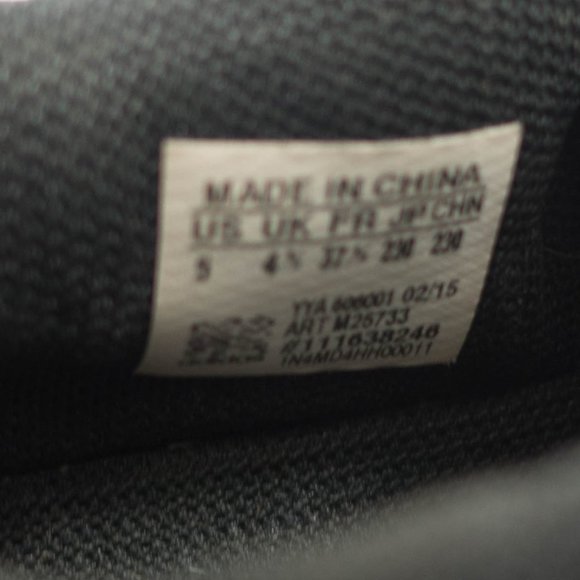 MADE IN CHINA
US UK FR JP CHN
5 4½ 37⅓ 230 230
YYA 606001 02/15
ART M25733
#111638246
1N4MD4HH00011